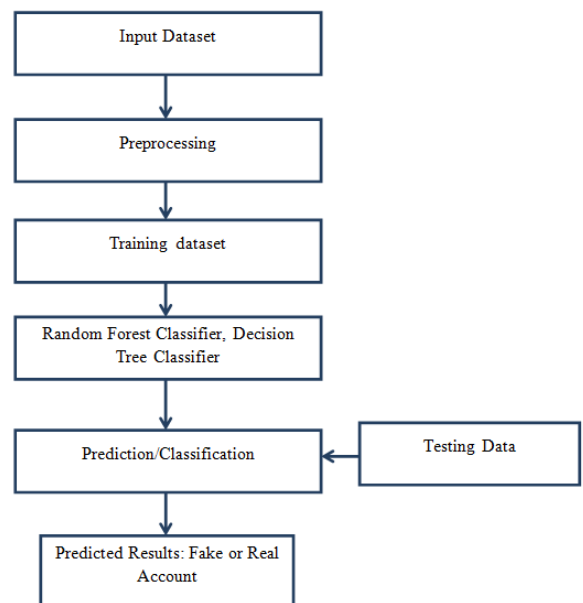 Input Dataset
Preprocessing
Training dataset
Random Forest Classifier, Decision
Tree Classifier
Prediction/Classification
Testing Data
Predicted Results: Fake or Real
Account